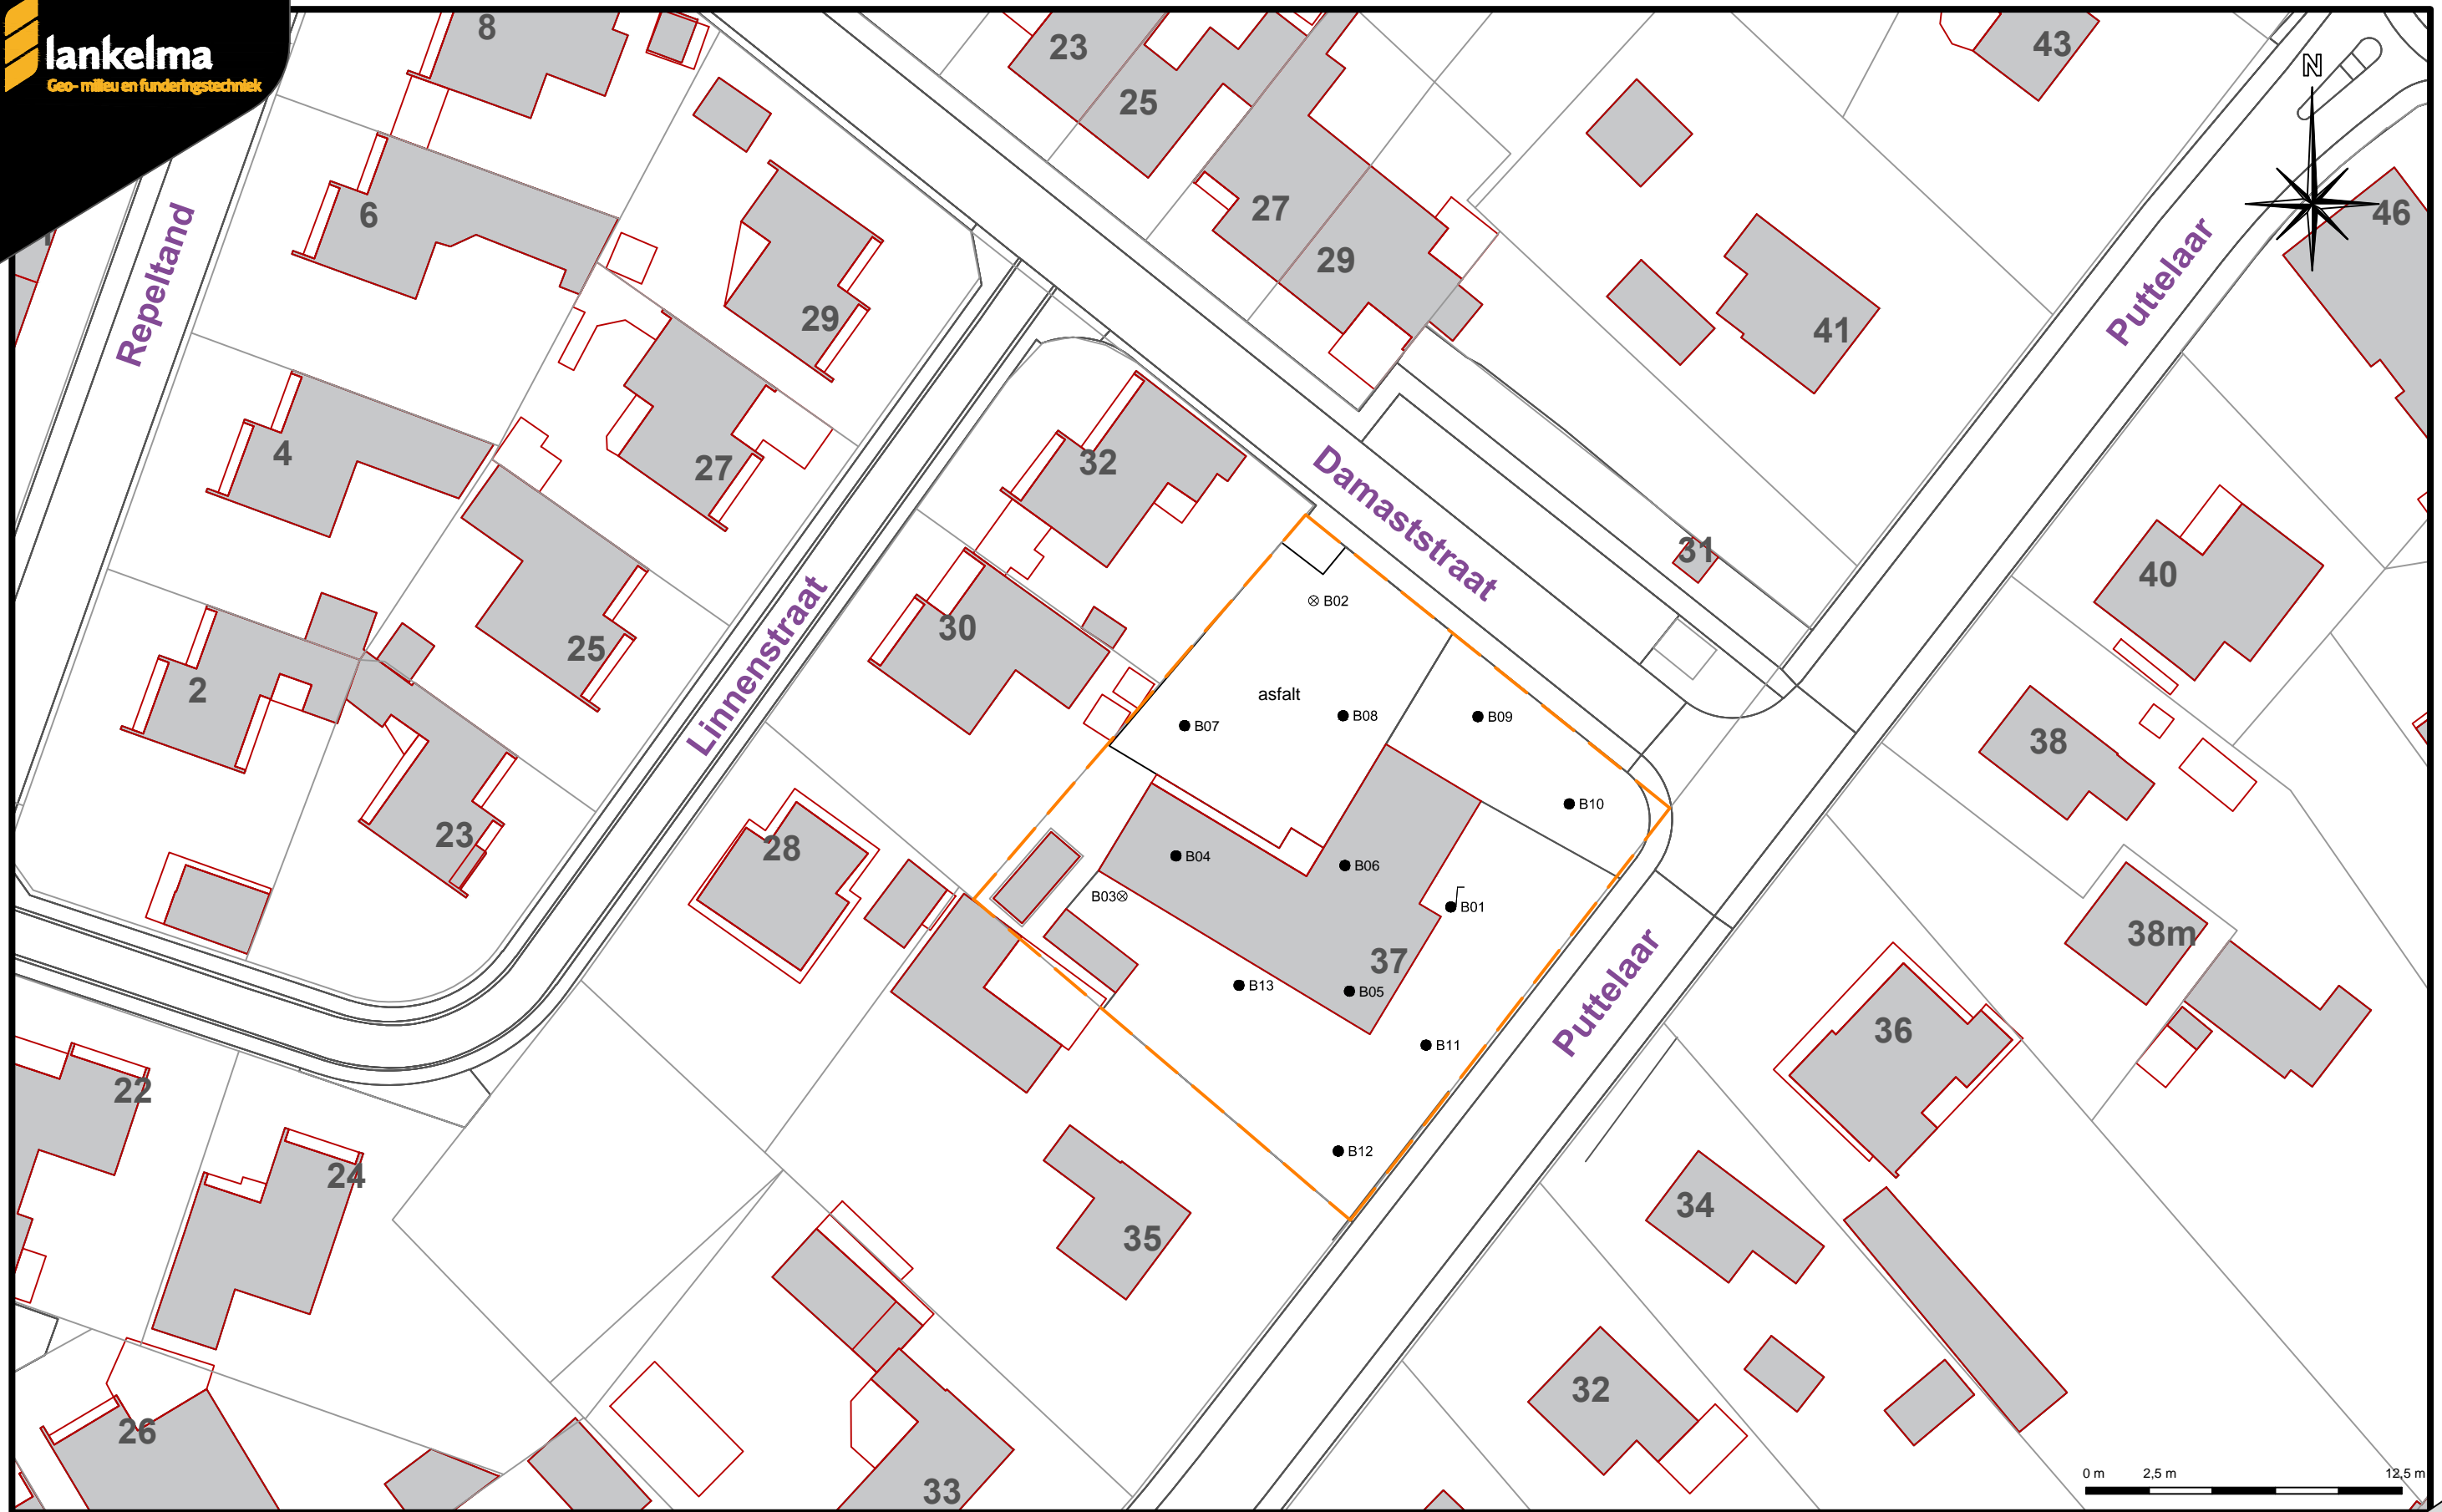 lankelma
Geo- milieu en funderingstechniek
8
23
25
43
N
46
6
27
29
29
41
Repeltand
Puttelaar
4
27
32
Damaststraat
31
40
30
B02
2
25
Linnenstraat
asfalt
B07
B08
B09
38
B10
23
28
B04
B06
B03
B01
38m
37
B13
B05
Puttelaar
36
B11
22
24
B12
35
34
32
26
33
0 m
2,5 m
12,5 m